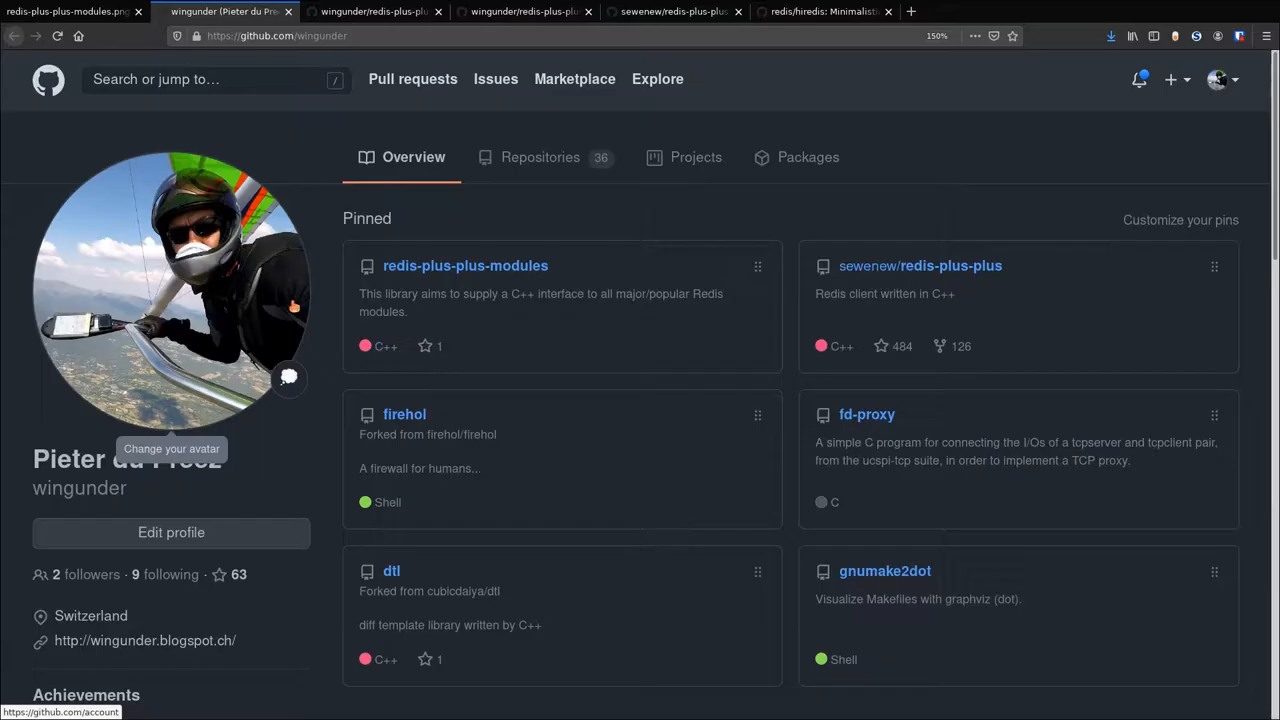 redis-plus-plus-modules.png
wingunder (Pieter du Pree
wingunder/redis-plus-plus
wingunder/redis-plus-plus
sewenew/redis-plus-plus
redis/hiredis: Minimalisti
https://github.com/wingunder
150%
Search or jump to…
/
Pull requests
Issues
Marketplace
Explore
Overview
Repositories 36
Projects
Packages
Pinned
Customize your pins
redis-plus-plus-modules
This library aims to supply a C++ interface to all major/popular Redis
modules.
C++ 1
sewenew/redis-plus-plus
Redis client written in C++
C++ 484 126
firehol
Forked from firehol/firehol
A firewall for humans...
Shell
fd-proxy
A simple C program for connecting the I/Os of a tcpserver and tcpclient pair,
from the ucspi-tcp suite, in order to implement a TCP proxy.
C
dtl
Forked from cubicdaiya/dtl
diff template library written by C++
C++ 1
gnumake2dot
Visualize Makefiles with graphviz (dot).
Shell
Change your avatar
Pieter du Preez
wingunder
Edit profile
2 followers · 9 following · 63
Switzerland
http://wingunder.blogspot.ch/
Achievements
https://github.com/account